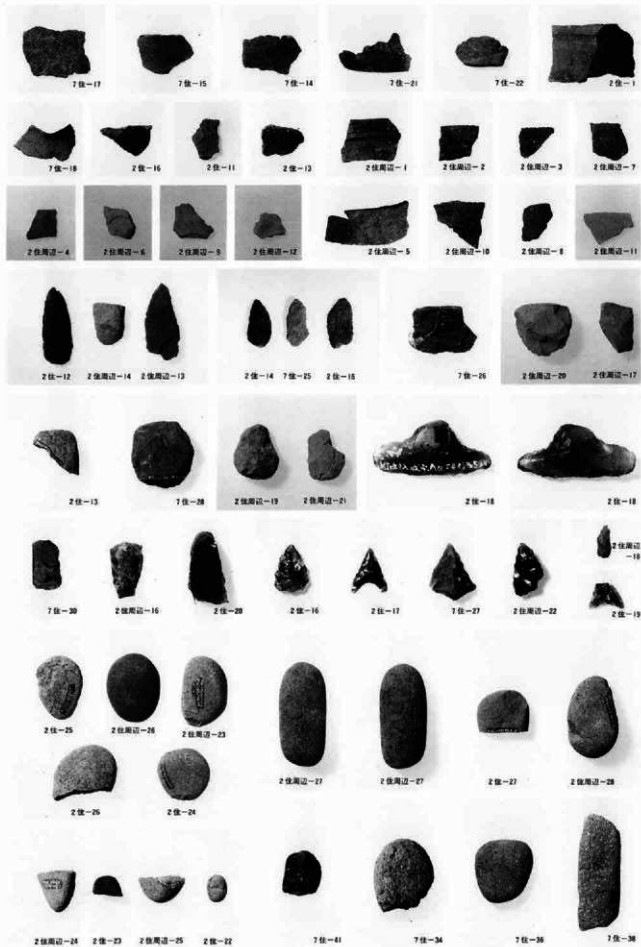 7住-17 7住-15 7住-14 7住-21 7住-22 2住-1
7住-18 2住-16 2住-11 2住-13 2住周辺-1 2住周辺-2 2住周辺-3 2住周辺-7
2住周辺-4 2住周辺-6 2住周辺-9 2住周辺-12 2住周辺-5 2住周辺-10 2住周辺-8 2住周辺-11
2住-12 2住周辺-14 2住周辺-13 2住-14 7住-25 2住-15 7住-26 2住周辺-20 2住周辺-17
2住-13 7住-28 2住周辺-19 2住周辺-21 2住-18 2住-18
7住-30 2住周辺-16 2住-20 2住-16 2住-17 7住-27 2住周辺-22 2住周辺
-18
2住-19
2住-25 2住周辺-26 2住周辺-23
2住周辺-27 2住周辺-27 2住-27 2住周辺-28
2住-26 2住-24
2住周辺-24 2住-23 2住周辺-25 2住-22 7住-41 7住-34 7住-36 7住-38